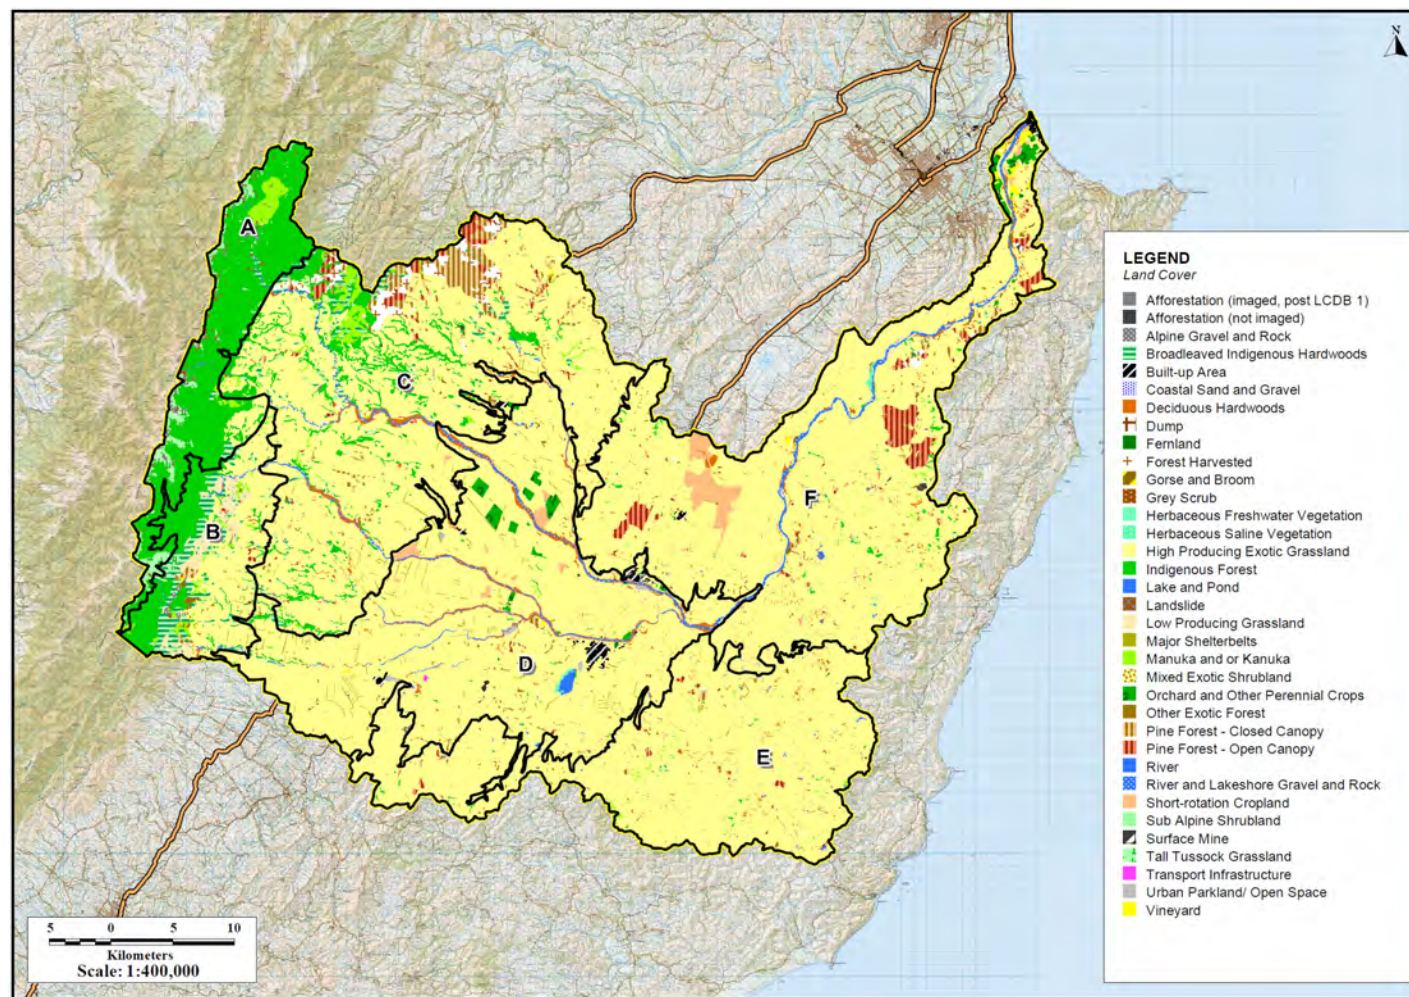 N
A
C
B
F
D
E
LEGEND
Land Cover
Afforestation (imaged, post LCDB 1)
Afforestation (not imaged)
Alpine Gravel and Rock
Broadleaved Indigenous Hardwoods
Built-up Area
Coastal Sand and Gravel
Deciduous Hardwoods
Dump
Fernland
Forest Harvested
Gorse and Broom
Grey Scrub
Herbaceous Freshwater Vegetation
Herbaceous Saline Vegetation
High Producing Exotic Grassland
Indigenous Forest
Lake and Pond
Landslide
Low Producing Grassland
Major Shelterbelts
Manuka and or Kanuka
Mixed Exotic Shrubland
Orchard and Other Perennial Crops
Other Exotic Forest
Pine Forest - Closed Canopy
Pine Forest - Open Canopy
River
River and Lakeshore Gravel and Rock
Short-rotation Cropland
Sub Alpine Shrubland
Surface Mine
Tall Tussock Grassland
Transport Infrastructure
Urban Parkland/ Open Space
Vineyard
5 0 5 10
Kilometers
Scale: 1:400,000